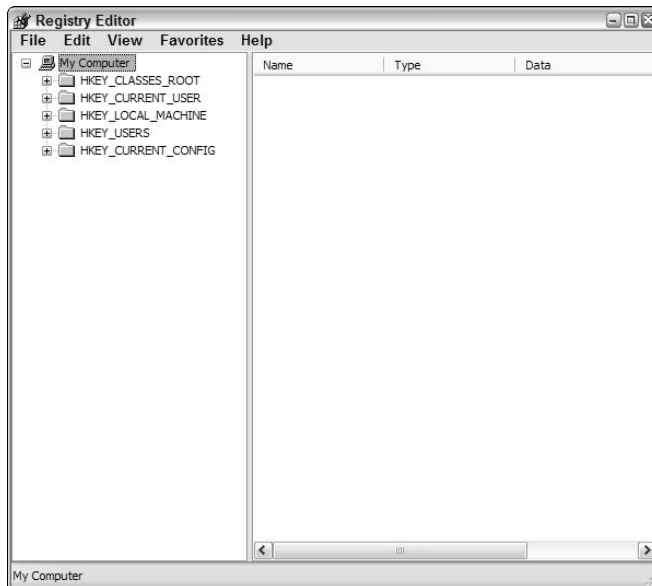 Registry Editor
File Edit View Favorites Help
My Computer
HKEY_CLASSES_ROOT
HKEY_CURRENT_USER
HKEY_LOCAL_MACHINE
HKEY_USERS
HKEY_CURRENT_CONFIG
Name Type Data
My Computer